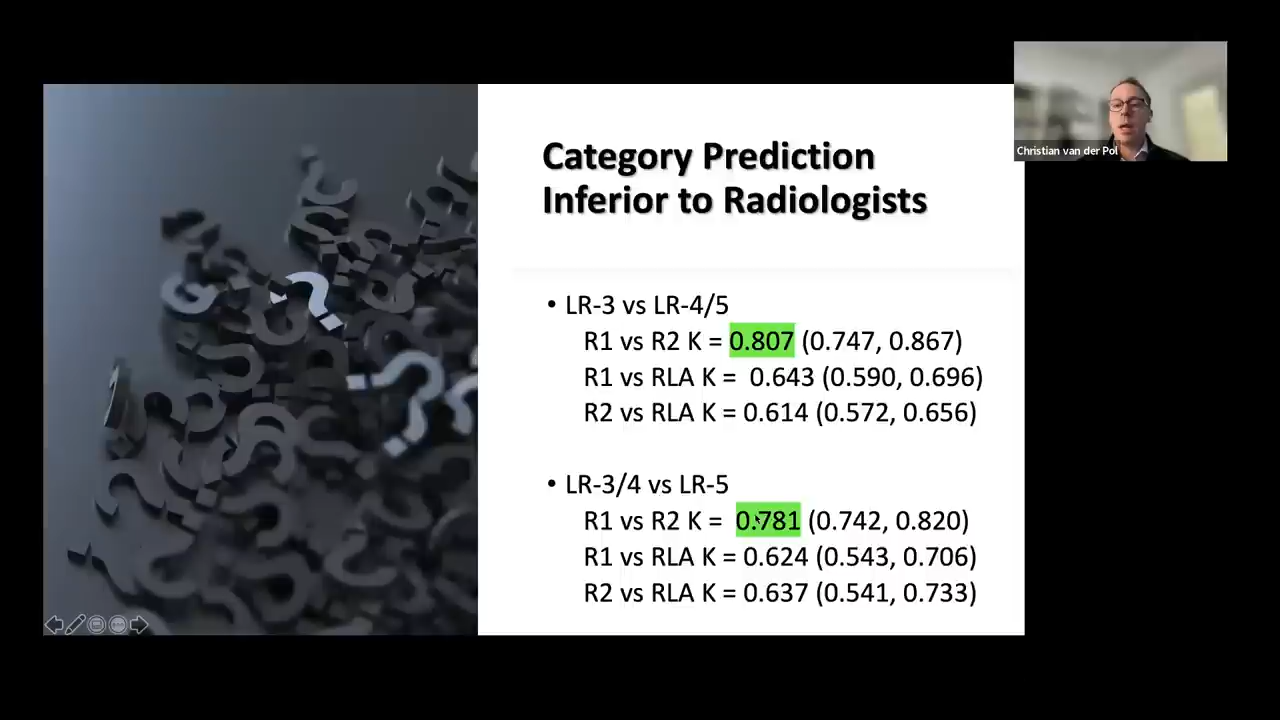 Christian van der Pol
Category Prediction
Inferior to Radiologists
• LR-3 vs LR-4/5
R1 vs R2 K = 0.807 (0.747, 0.867)
R1 vs RLA K = 0.643 (0.590, 0.696)
R2 vs RLA K = 0.614 (0.572, 0.656)
• LR-3/4 vs LR-5
R1 vs R2 K = 0.781 (0.742, 0.820)
R1 vs RLA K = 0.624 (0.543, 0.706)
R2 vs RLA K = 0.637 (0.541, 0.733)